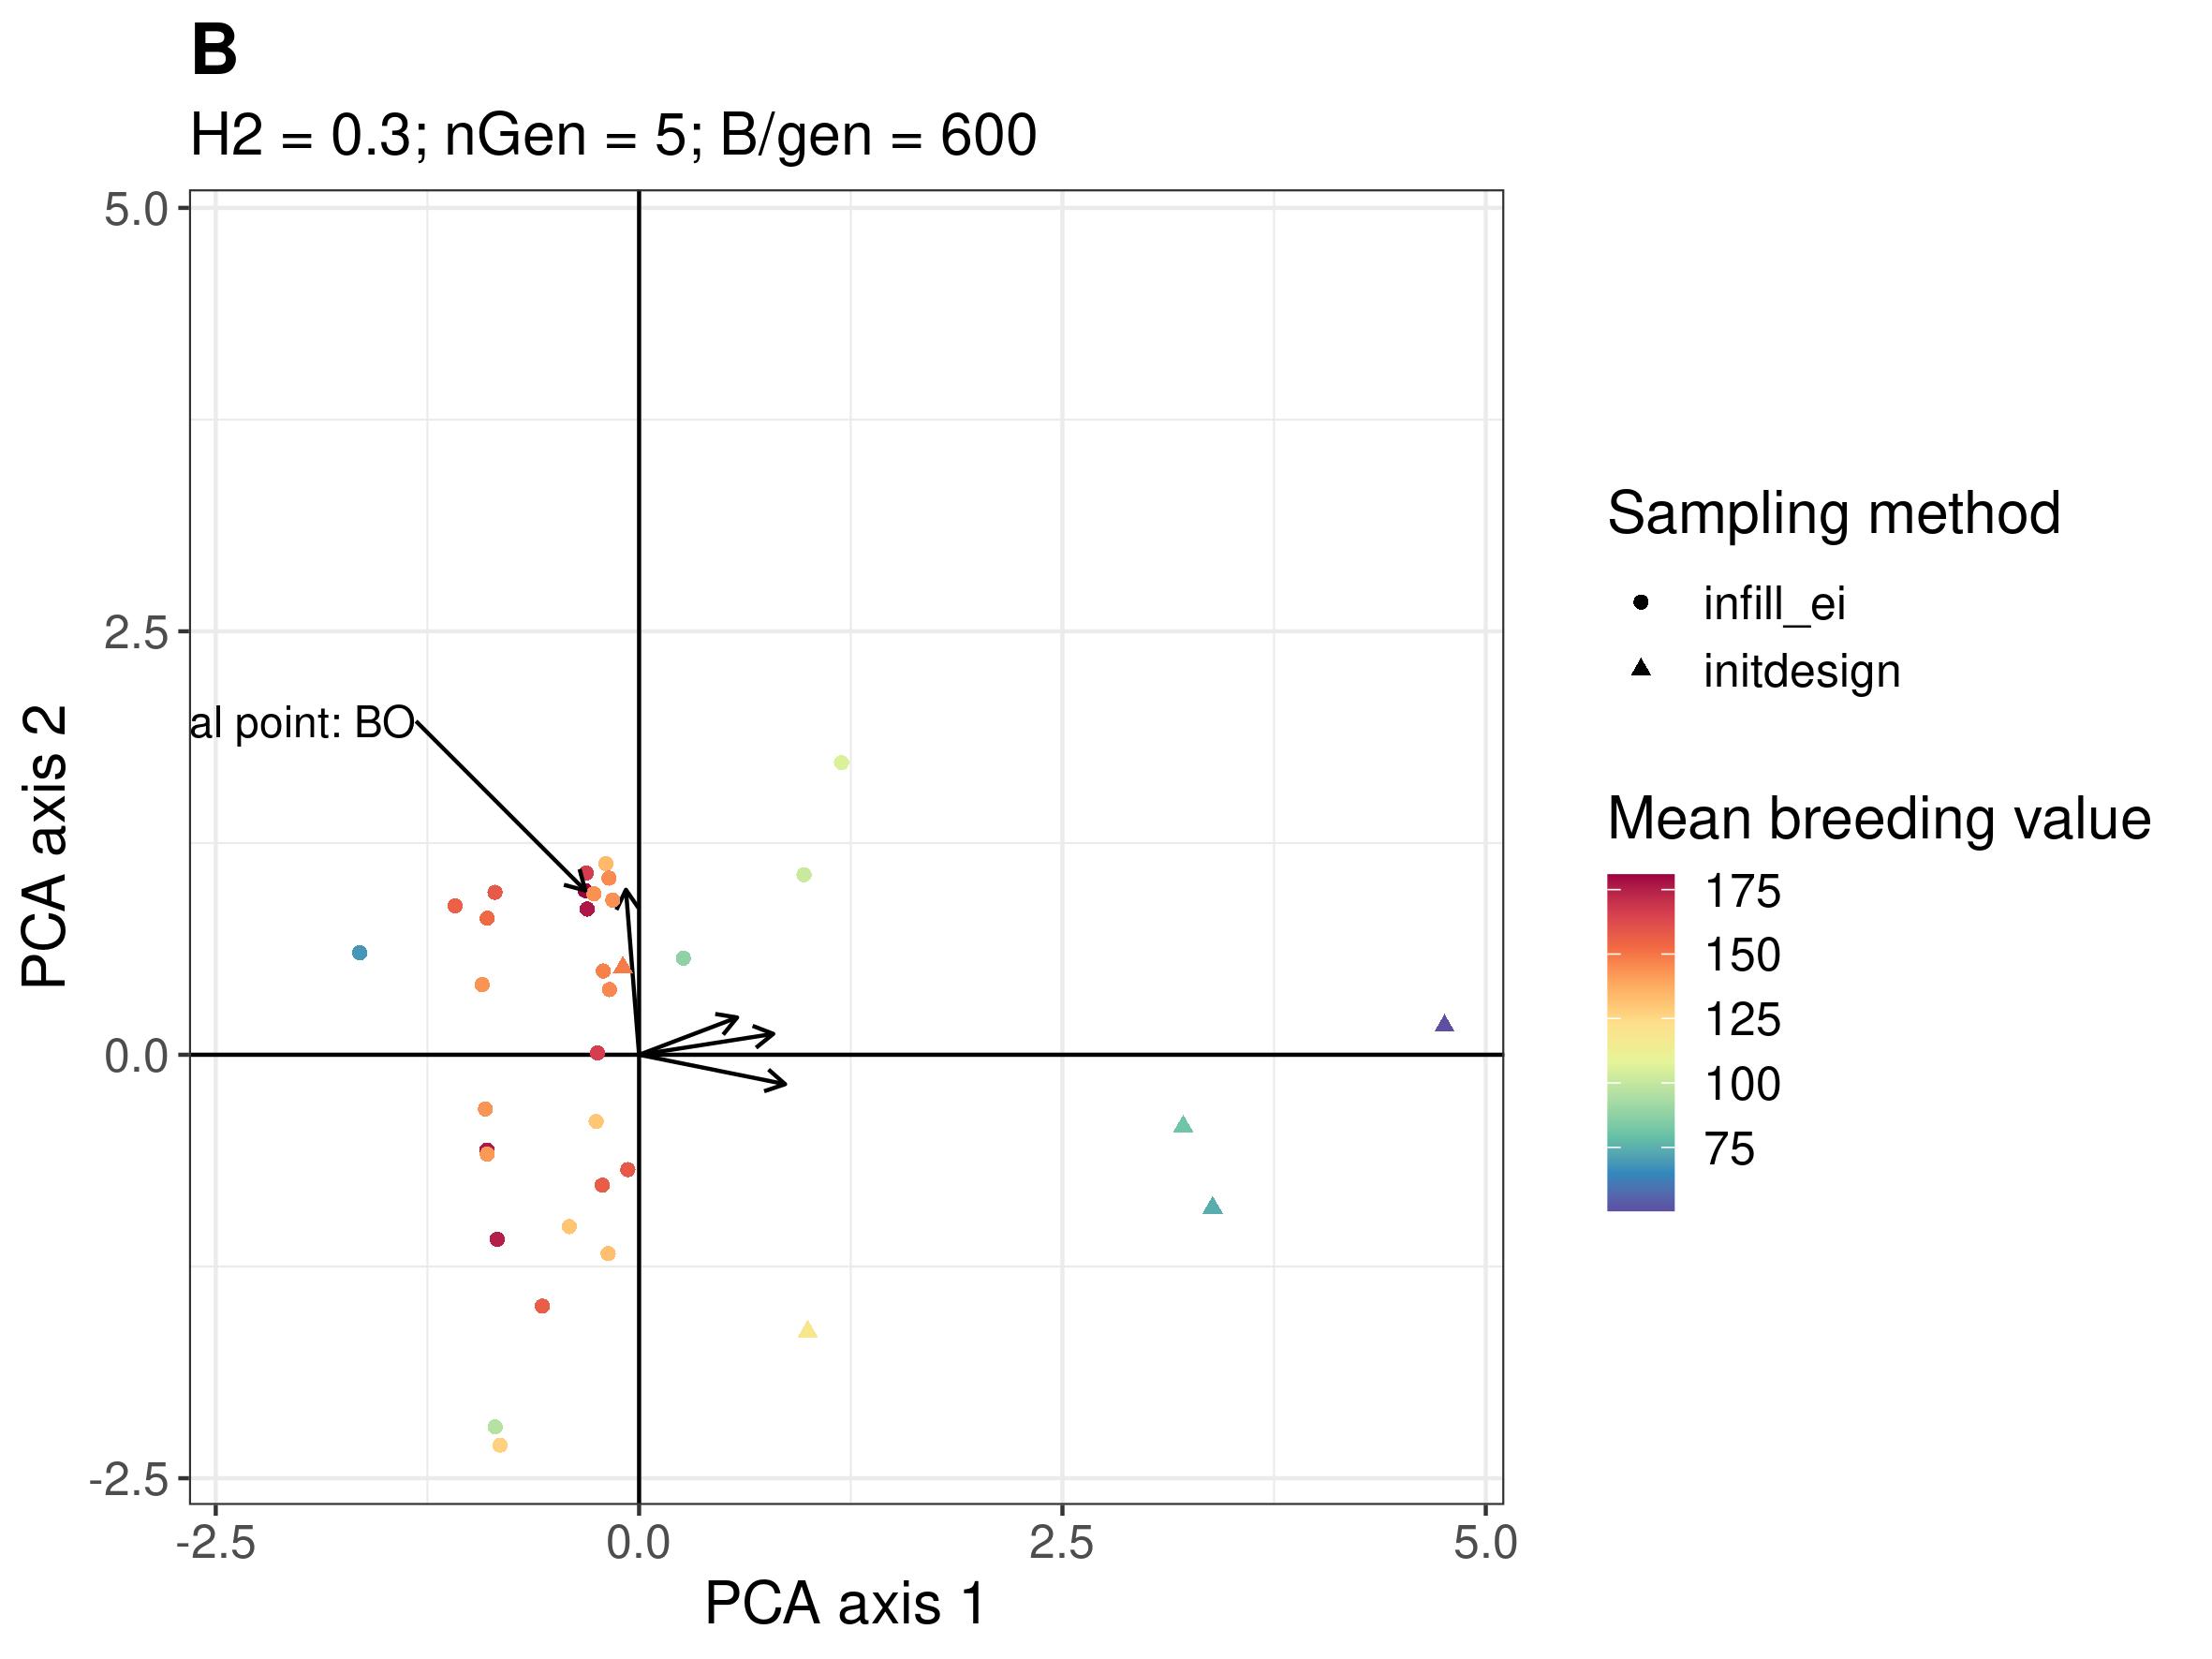 B
H2 = 0.3; nGen = 5; B/gen = 600
5.0
2.5
0.0
-2.5
PCA axis 2
al point: BO
-2.5
0.0
2.5
5.0
PCA axis 1
Sampling method
infill_ei
initdesign
Mean breeding value
175
150
125
100
75